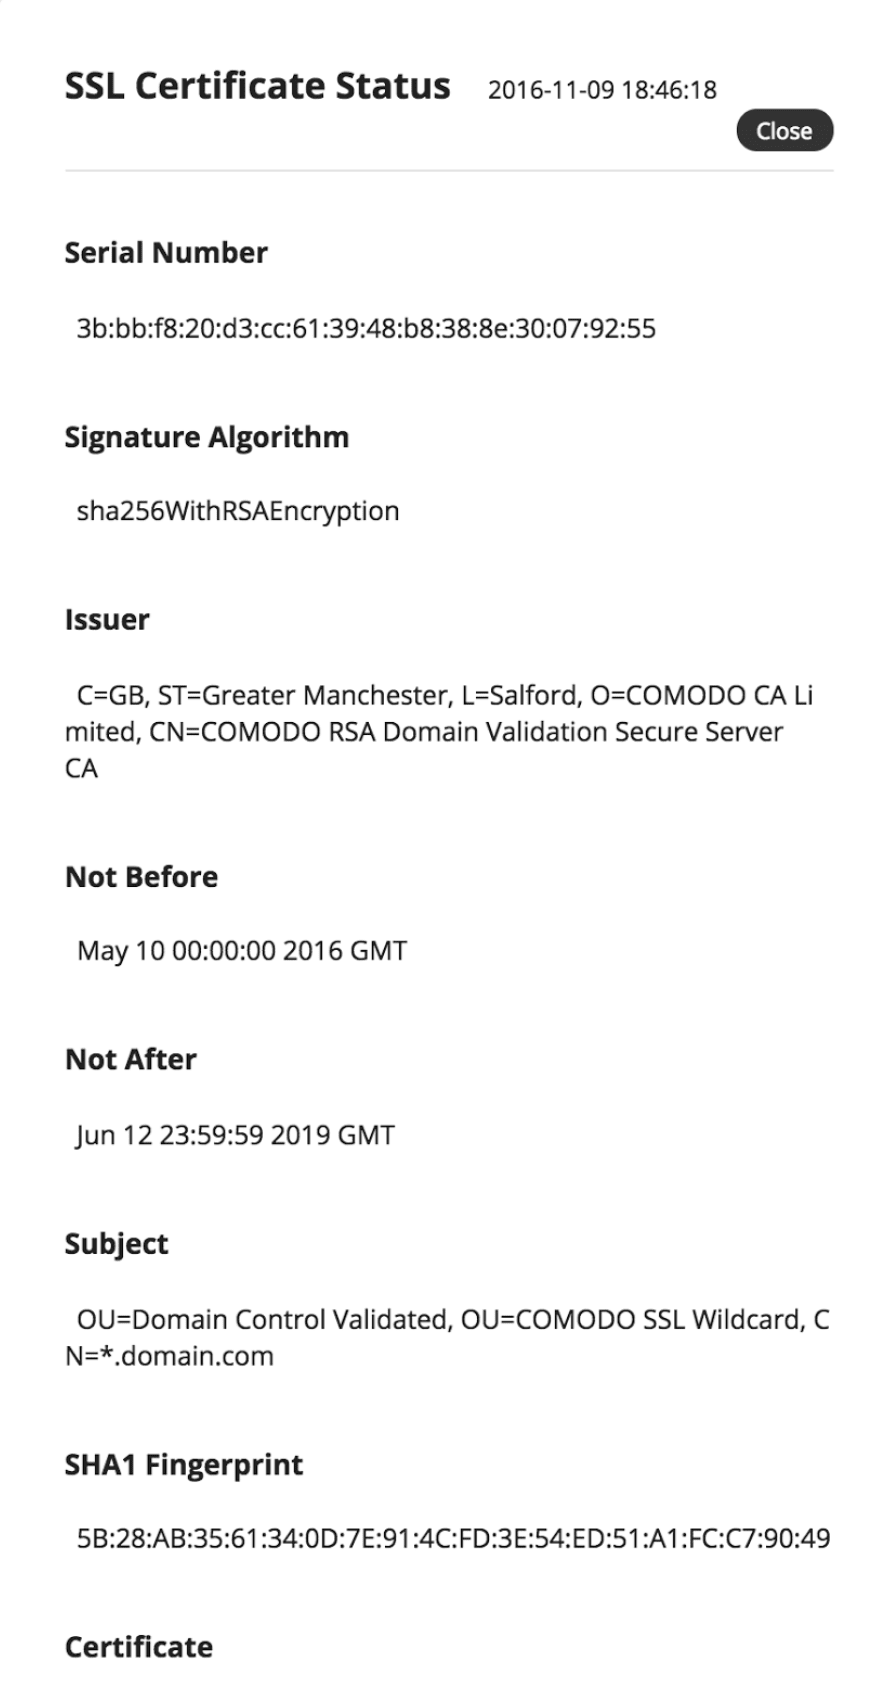 SSL Certificate Status 2016-11-09 18:46:18
Close
Serial Number
3b:bb:f8:20:d3:cc:61:39:48:b8:38:8e:30:07:92:55
Signature Algorithm
sha256WithRSAEncryption
Issuer
C=GB, ST=Greater Manchester, L=Salford, O=COMODO CA Li
mited, CN=COMODO RSA Domain Validation Secure Server
CA
Not Before
May 10 00:00:00 2016 GMT
Not After
Jun 12 23:59:59 2019 GMT
Subject
OU=Domain Control Validated, OU=COMODO SSL Wildcard, C
N=*.domain.com
SHA1 Fingerprint
5B:28:AB:35:61:34:0D:7E:91:4C:FD:3E:54:ED:51:A1:FC:C7:90:49
Certificate